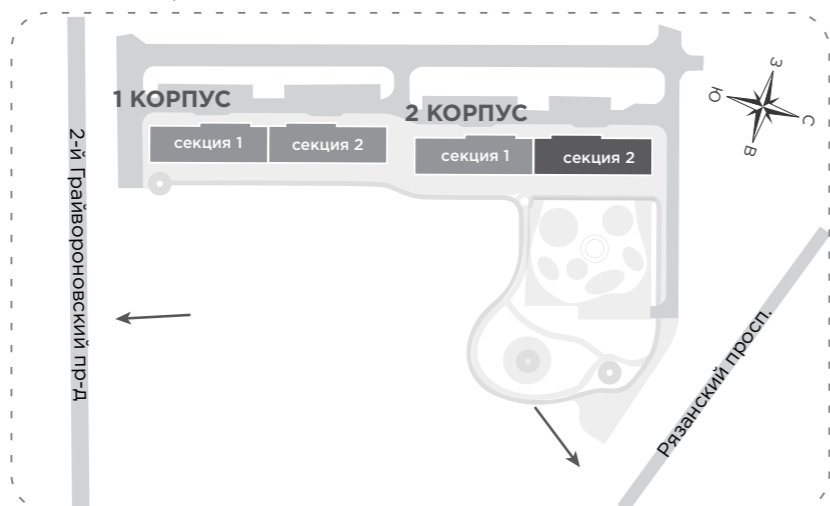 1 КОРПУС
2 КОРПУС
секция 1
секция 2
секция 1
секция 2
З
Ю
С
В
2-й Грайвороновский пр-д
Рязанский просп.